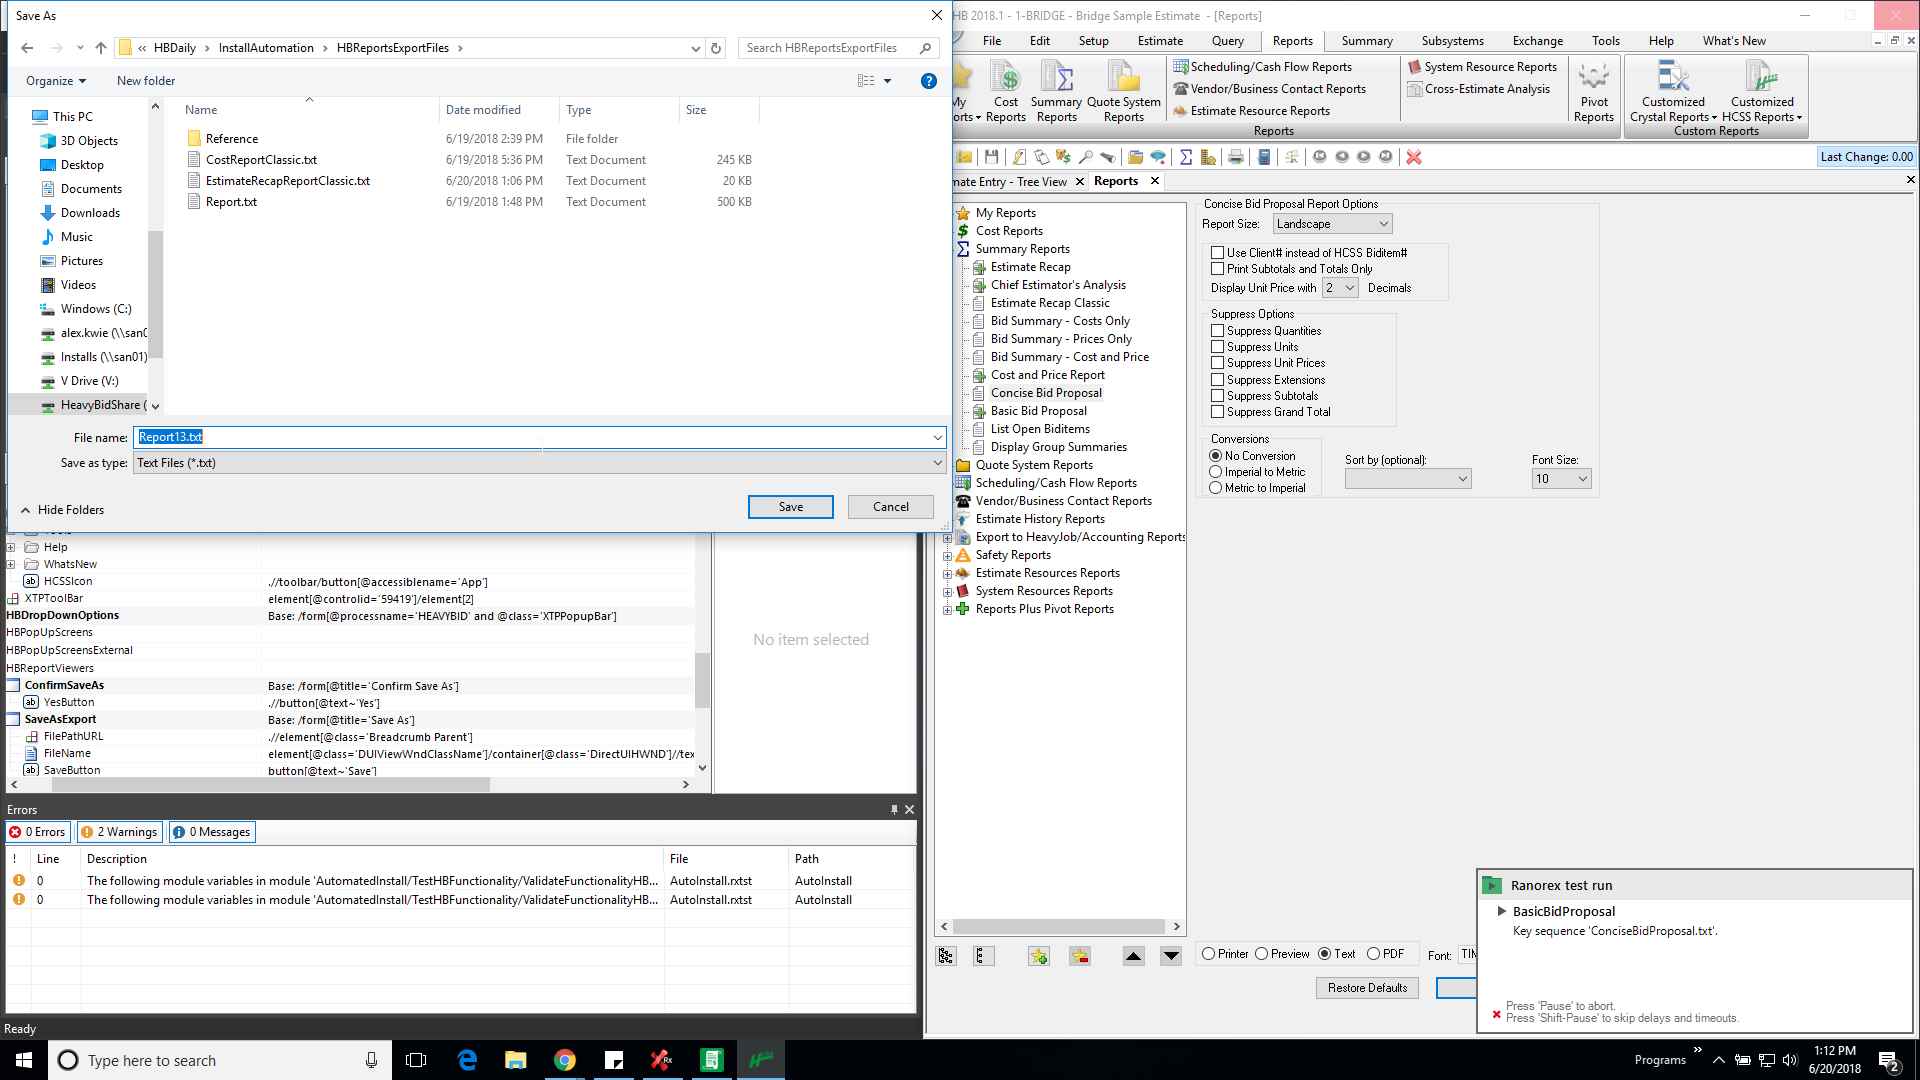 Save As
« HBDaily › InstallAutomation › HBReportsExportFiles ›
Search HBReportsExportFiles
Organize
New folder
Name
Date modified
Type
Size
This PC
3D Objects
Desktop
Documents
Downloads
Music
Pictures
Videos
Windows (C:)
alex.kwie (\\san0
Installs (\\san01)
V Drive (V:)
HeavyBidShare (
Reference 6/19/2018 2:39 PM File folder
CostReportClassic.txt 6/19/2018 5:36 PM Text Document 245 KB
EstimateRecapReportClassic.txt 6/20/2018 1:06 PM Text Document 20 KB
Report.txt 6/19/2018 1:48 PM Text Document 500 KB
File name: Report13.txt
Save as type: Text Files (*.txt)
Hide Folders
Save
Cancel
Help
WhatsNew
HCSSIcon .//toolbar/button[@accessiblename='App']
XTPToolBar element[@controlid='59419']/element[2]
HBDropDownOptions Base: /form[@processname='HEAVYBID' and @class='XTPPopupBar']
HBPopUpScreens
HBPopUpScreensExternal
HBReportViewers
ConfirmSaveAs Base: /form[@title='Confirm Save As']
YesButton .//button[@text~'Yes']
SaveAsExport Base: /form[@title='Save As']
FilePathURL .//element[@class='Breadcrumb Parent']
FileName element[@class='DUIViewWndClassName']/container[@class='DirectUIHWND']//tex
SaveButton button[@text~'Save']
No item selected
Errors
0 Errors
2 Warnings
0 Messages
! Line Description File Path
0 The following module variables in module 'AutomatedInstall/TestHBFunctionality/ValidateFunctionalityHB... AutoInstall.rxtst AutoInstall
0 The following module variables in module 'AutomatedInstall/TestHBFunctionality/ValidateFunctionalityHB... AutoInstall.rxtst AutoInstall
Ready
HB 2018.1 - 1-BRIDGE - Bridge Sample Estimate - [Reports]
File Edit Setup Estimate Query Reports Summary Subsystems Exchange Tools Help What's New
My
Cost Reports
Summary Reports
Quote System Reports
Scheduling/Cash Flow Reports
Vendor/Business Contact Reports
Estimate Resource Reports
System Resource Reports
Cross-Estimate Analysis
Pivot Reports
Customized Crystal Reports
Customized HCSS Reports
Reports
Custom Reports
Last Change: 0.00
mate Entry - Tree View
Reports
My Reports
Cost Reports
Summary Reports
Estimate Recap
Chief Estimator's Analysis
Estimate Recap Classic
Bid Summary - Costs Only
Bid Summary - Prices Only
Bid Summary - Cost and Price
Cost and Price Report
Concise Bid Proposal
Basic Bid Proposal
List Open Biditems
Display Group Summaries
Quote System Reports
Scheduling/Cash Flow Reports
Vendor/Business Contact Reports
Estimate History Reports
Export to HeavyJob/Accounting Reports
Safety Reports
Estimate Resources Reports
System Resources Reports
Reports Plus Pivot Reports
Concise Bid Proposal Report Options
Report Size: Landscape
Use Client# instead of HCSS Biditem#
Print Subtotals and Totals Only
Display Unit Price with 2 Decimals
Suppress Options
Suppress Quantities
Suppress Units
Suppress Unit Prices
Suppress Extensions
Suppress Subtotals
Suppress Grand Total
Conversions
No Conversion
Imperial to Metric
Metric to Imperial
Sort by (optional):
Font Size:
10
Printer Preview Text PDF
Font: TIM
Restore Defaults
Ranorex test run
BasicBidProposal
Key sequence 'ConciseBidProposal.txt'.
Press 'Pause' to abort.
Press 'Shift-Pause' to skip delays and timeouts.
Type here to search
Programs
1:12 PM
6/20/2018
2